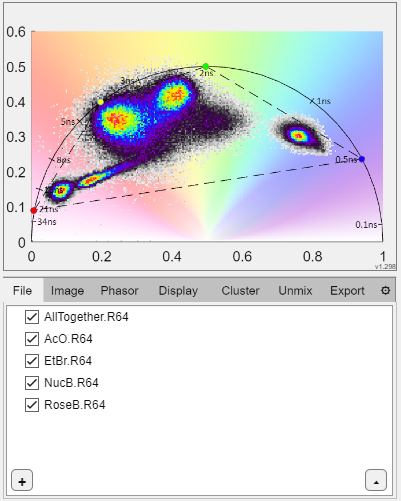 0.6
0.5
0.4
0.3
0.2
0.1
0
0
0.2
0.4
0.6
0.8
1
2ns
3ns
1ns
5ns
8ns
0.5ns
21ns
34ns
0.1ns
v1.298
File Image Phasor Display Cluster Unmix Export ⚙
AllTogether.R64
AcO.R64
EtBr.R64
NucB.R64
RoseB.R64
+